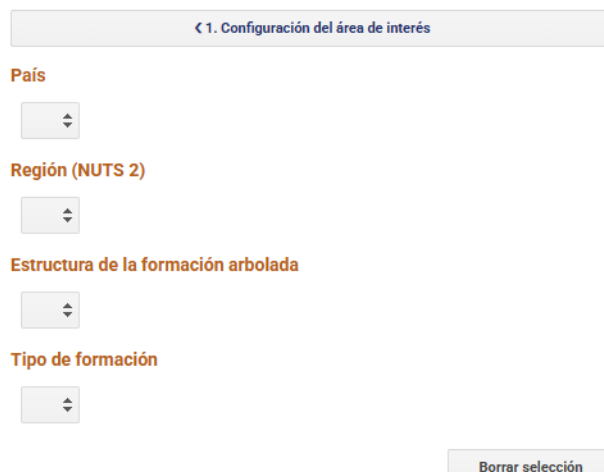 1. Configuración del área de interés
País
Región (NUTS 2)
Estructura de la formación arbolada
Tipo de formación
Borrar selección